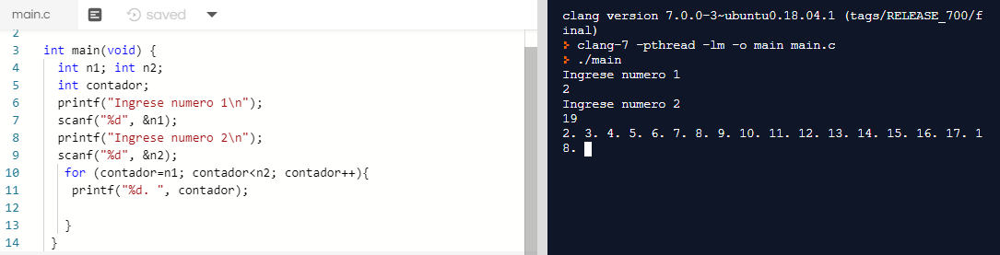 main.c saved
2
3 int main(void) {
4 int n1; int n2;
5 int contador;
6 printf("Ingrese numero 1\n");
7 scanf("%d", &n1);
8 printf("Ingrese numero 2\n");
9 scanf("%d", &n2);
10 for (contador=n1; contador<n2; contador++){
11 printf("%d. ", contador);
12
13 }
14 }
clang version 7.0.0-3~ubuntu0.18.04.1 (tags/RELEASE_700/f
inal)
> clang-7 -pthread -lm -o main main.c
> ./main
Ingrese numero 1
2
Ingrese numero 2
19
2. 3. 4. 5. 6. 7. 8. 9. 10. 11. 12. 13. 14. 15. 16. 17. 1
8.